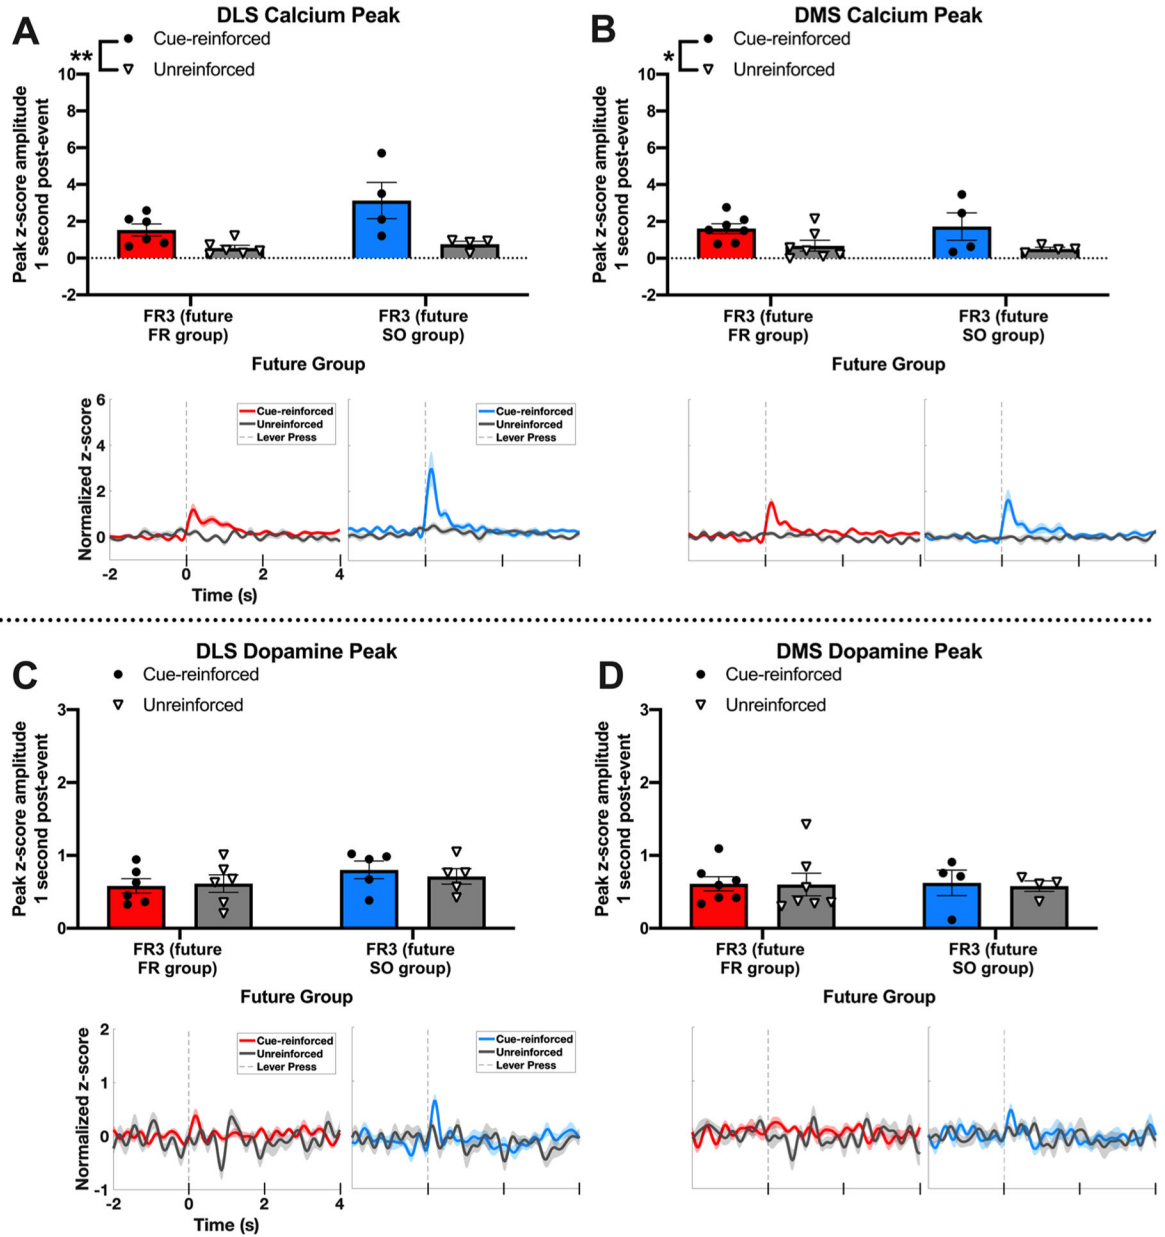 A
DLS Calcium Peak
Cue-reinforced
Unreinforced
**
Peak z-score amplitude
1 second post-event
10
8
6
4
2
0
-2
FR3 (future
FR group)
FR3 (future
SO group)
Future Group
B
DMS Calcium Peak
Cue-reinforced
Unreinforced
*
Peak z-score amplitude
1 second post-event
10
8
6
4
2
0
-2
FR3 (future
FR group)
FR3 (future
SO group)
Future Group
Normalized z-score
6
4
2
0
Cue-reinforced
Unreinforced
Lever Press
-2 0 2 4
Time (s)
Cue-reinforced
Unreinforced
Lever Press
C
DLS Dopamine Peak
Cue-reinforced
Unreinforced
Peak z-score amplitude
1 second post-event
3
2
1
0
FR3 (future
FR group)
FR3 (future
SO group)
Future Group
D
DMS Dopamine Peak
Cue-reinforced
Unreinforced
Peak z-score amplitude
1 second post-event
3
2
1
0
FR3 (future
FR group)
FR3 (future
SO group)
Future Group
Normalized z-score
2
1
0
-1
Cue-reinforced
Unreinforced
Lever Press
-2 0 2 4
Time (s)
Cue-reinforced
Unreinforced
Lever Press